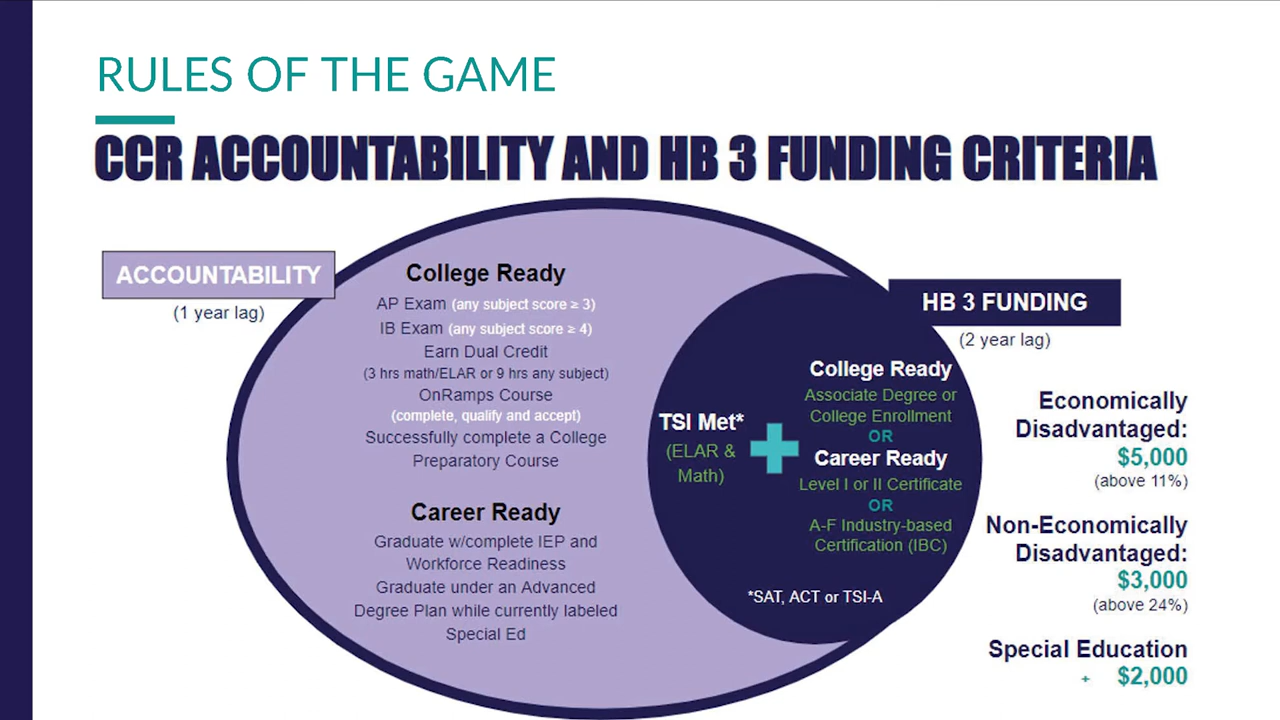 RULES OF THE GAME
CCR ACCOUNTABILITY AND HB 3 FUNDING CRITERIA
ACCOUNTABILITY
(1 year lag)
College Ready
AP Exam (any subject score ≥ 3)
IB Exam (any subject score ≥ 4)
Earn Dual Credit
(3 hrs math/ELAR or 9 hrs any subject)
OnRamps Course
(complete, qualify and accept)
Successfully complete a College
Preparatory Course
Career Ready
Graduate w/complete IEP and
Workforce Readiness
Graduate under an Advanced
Degree Plan while currently labeled
Special Ed
TSI Met*
(ELAR &
Math)
College Ready
Associate Degree or
College Enrollment
OR
Career Ready
Level I or II Certificate
OR
A-F Industry-based
Certification (IBC)
*SAT, ACT or TSI-A
HB 3 FUNDING
(2 year lag)
Economically
Disadvantaged:
$5,000
(above 11%)
Non-Economically
Disadvantaged:
$3,000
(above 24%)
Special Education
+ $2,000